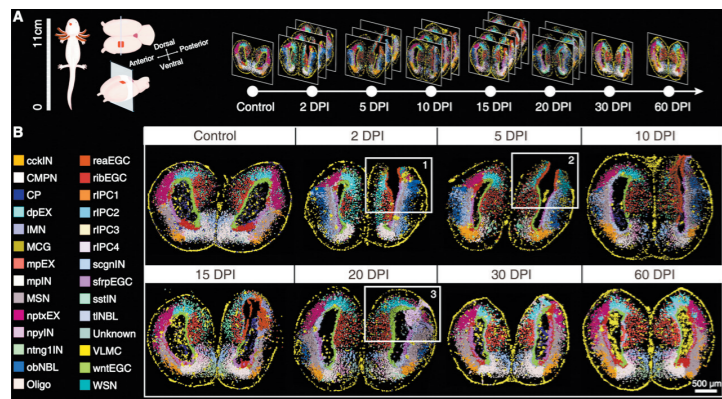 A
11cm
0
Dorsal
Posterior
Anterior
Ventral
Control
2 DPI
5 DPI
10 DPI
15 DPI
20 DPI
30 DPI
60 DPI
B
cckIN
CMPN
CP
dpEX
IMN
MCG
mpEX
mpIN
MSN
nptxEX
npyIN
ntng1IN
obNBL
Oligo
reaEGC
ribEGC
rIPC1
rIPC2
rIPC3
rIPC4
scgnIN
sfrpEGC
sstIN
tlNBL
Unknown
VLMC
wntEGC
WSN
Control
2 DPI
5 DPI
10 DPI
1
2
15 DPI
20 DPI
30 DPI
60 DPI
3
500 µm